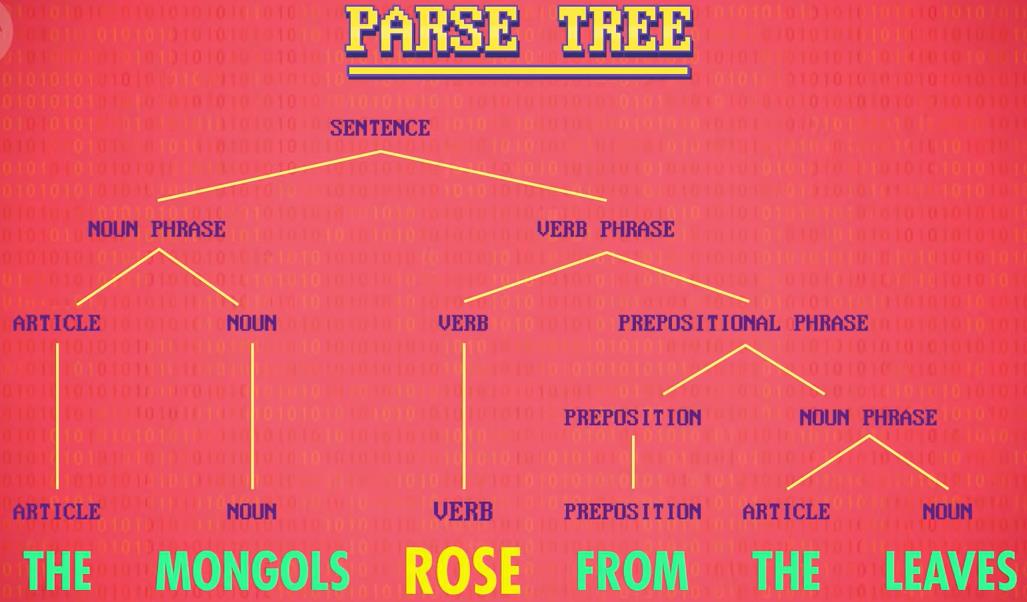 PARSE TREE
SENTENCE
NOUN PHRASE VERB PHRASE
ARTICLE NOUN VERB PREPOSITIONAL PHRASE
PREPOSITION NOUN PHRASE
ARTICLE NOUN VERB PREPOSITION ARTICLE NOUN
THE MONGOLS ROSE FROM THE LEAVES